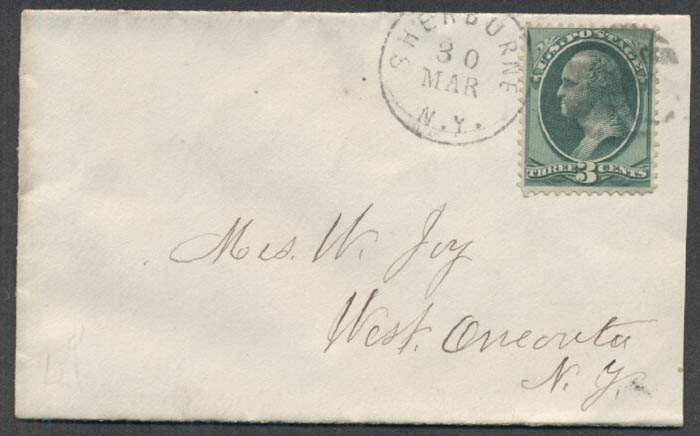 SHERBURNE
30
MAR
N.Y.
U.S. POSTAGE
THREE 3 CENTS
Mrs. W. Joy
West. Oneonta
N. Y.